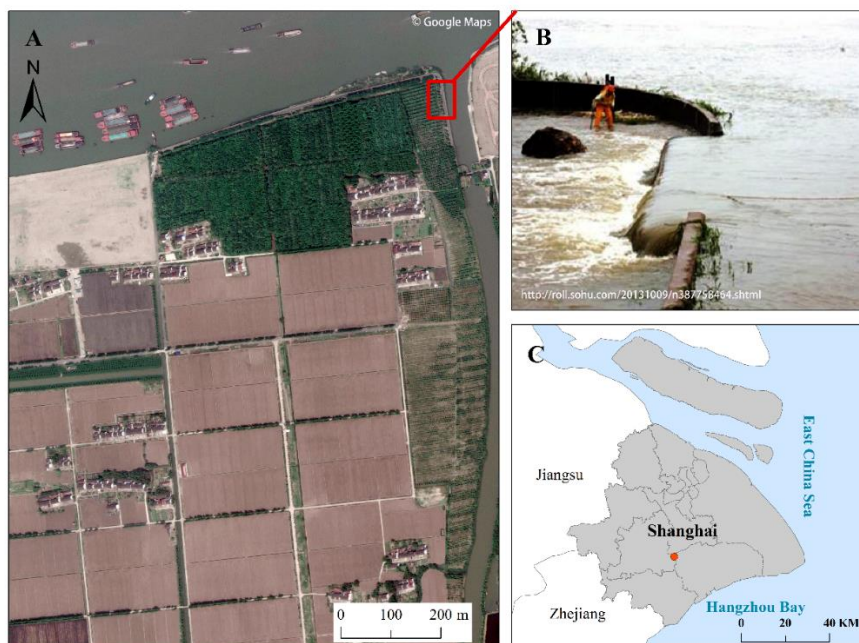 A
© Google Maps
N
0 100 200 m
B
http://roll.sohu.com/20131009/n387758464.shtml
C
Jiangsu
East China Sea
Shanghai
Zhejiang
Hangzhou Bay
0 20 40 KM